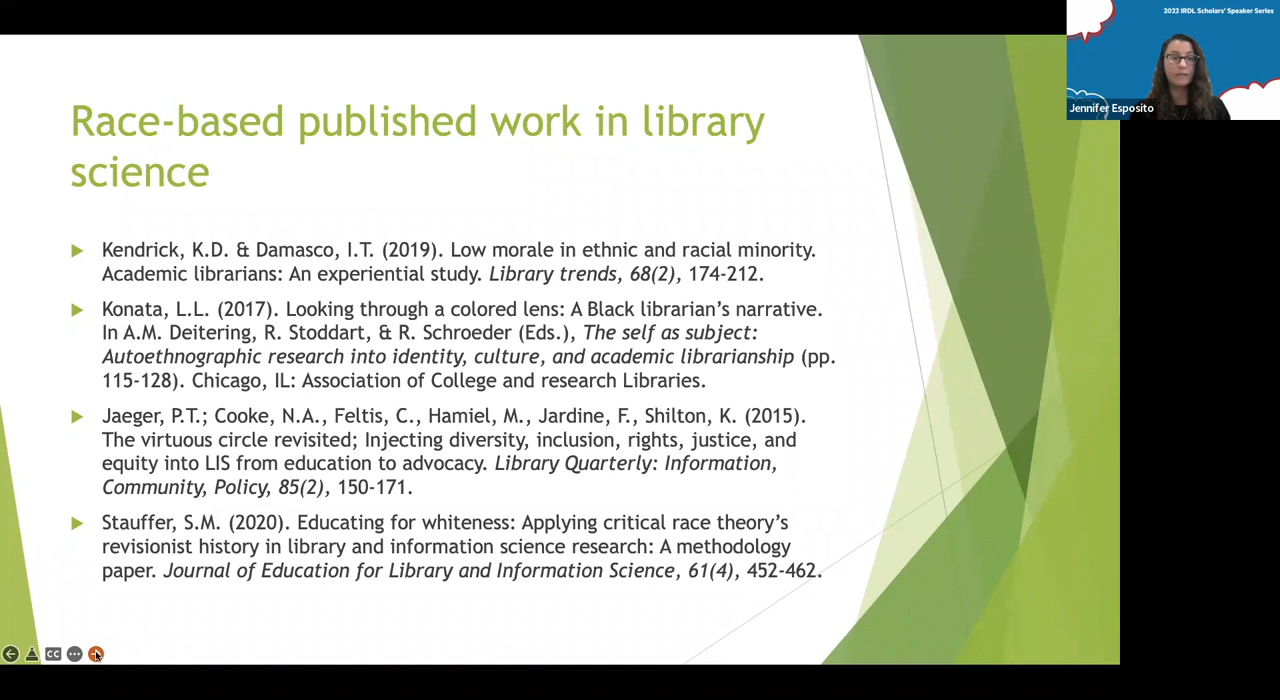 2022 IRDL Scholars' Speaker Series
Jennifer Esposito
Race-based published work in library
science
Kendrick, K.D. & Damasco, I.T. (2019). Low morale in ethnic and racial minority.
Academic librarians: An experiential study. Library trends, 68(2), 174-212.
Konata, L.L. (2017). Looking through a colored lens: A Black librarian's narrative.
In A.M. Deitering, R. Stoddart, & R. Schroeder (Eds.), The self as subject:
Autoethnographic research into identity, culture, and academic librarianship (pp.
115-128). Chicago, IL: Association of College and research Libraries.
Jaeger, P.T.; Cooke, N.A., Feltis, C., Hamiel, M., Jardine, F., Shilton, K. (2015).
The virtuous circle revisited; Injecting diversity, inclusion, rights, justice, and
equity into LIS from education to advocacy. Library Quarterly: Information,
Community, Policy, 85(2), 150-171.
Stauffer, S.M. (2020). Educating for whiteness: Applying critical race theory's
revisionist history in library and information science research: A methodology
paper. Journal of Education for Library and Information Science, 61(4), 452-462.
CC